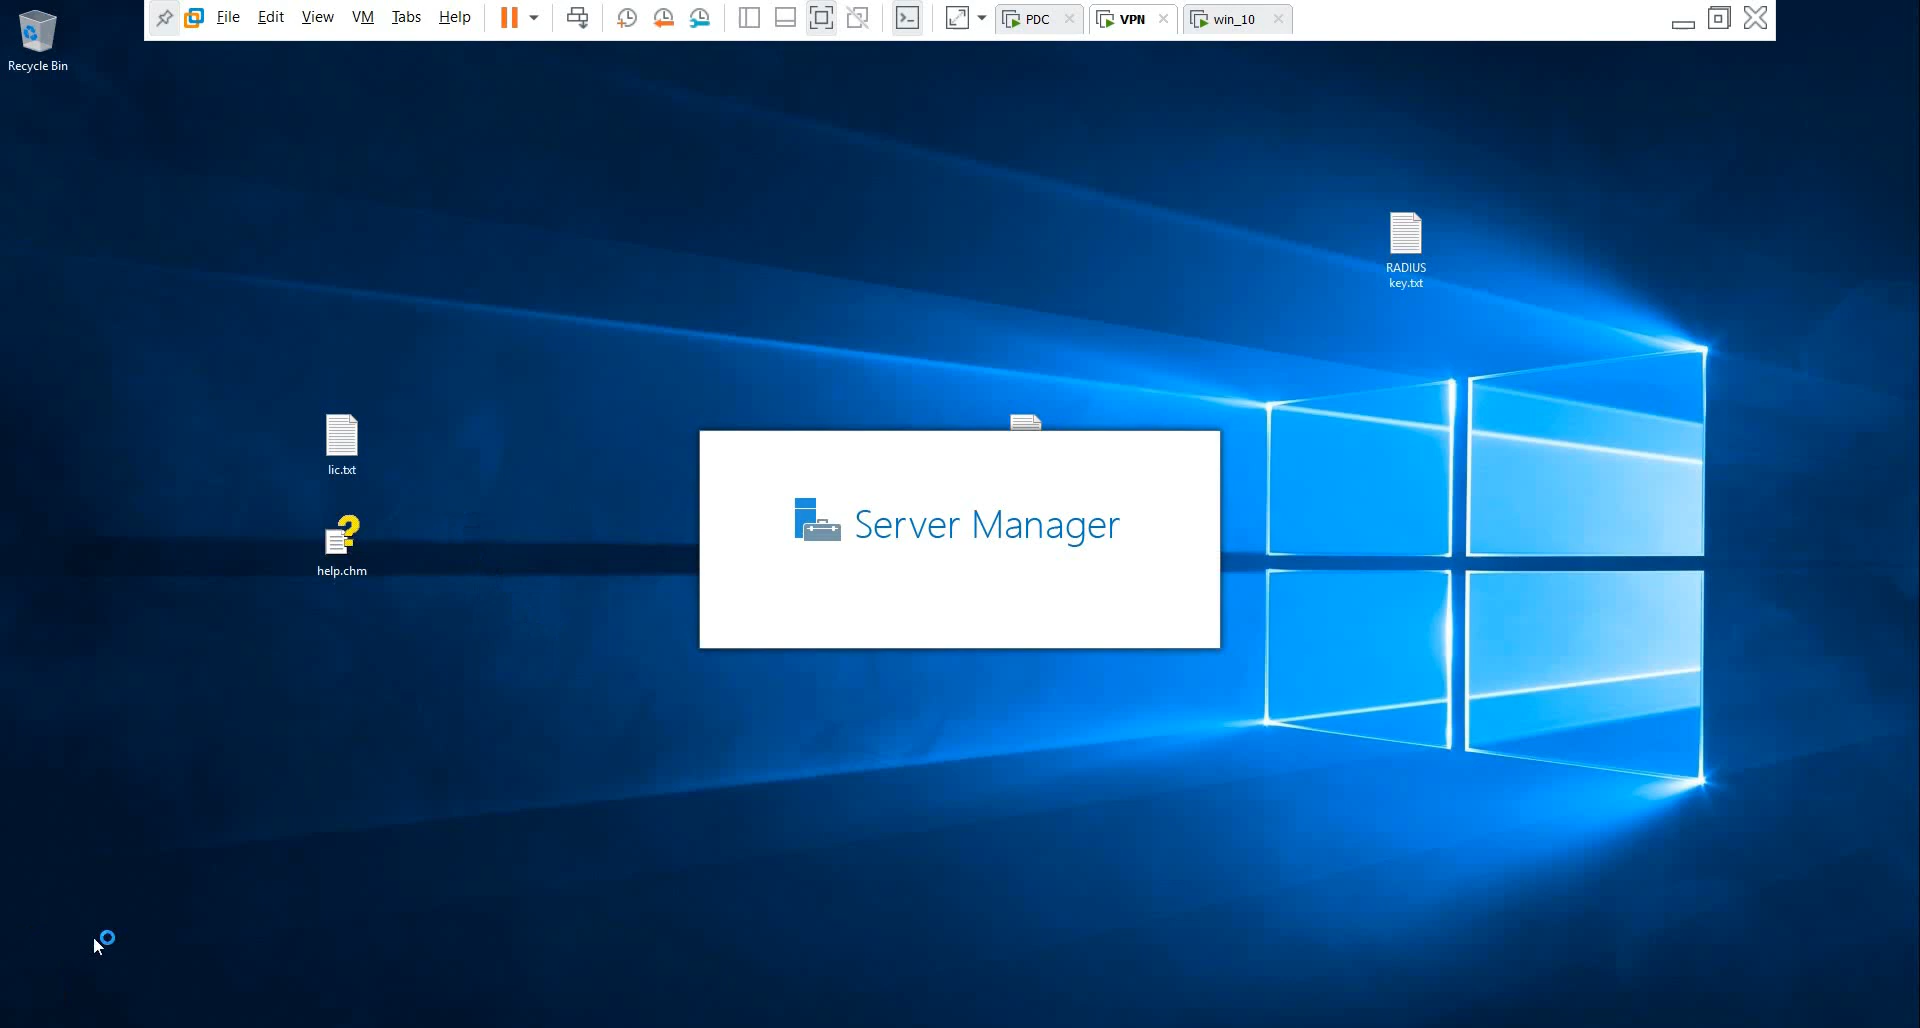 File Edit View VM Tabs Help PDC VPN win_10
Recycle Bin
RADIUS
key.txt
lic.txt
Server Manager
help.chm